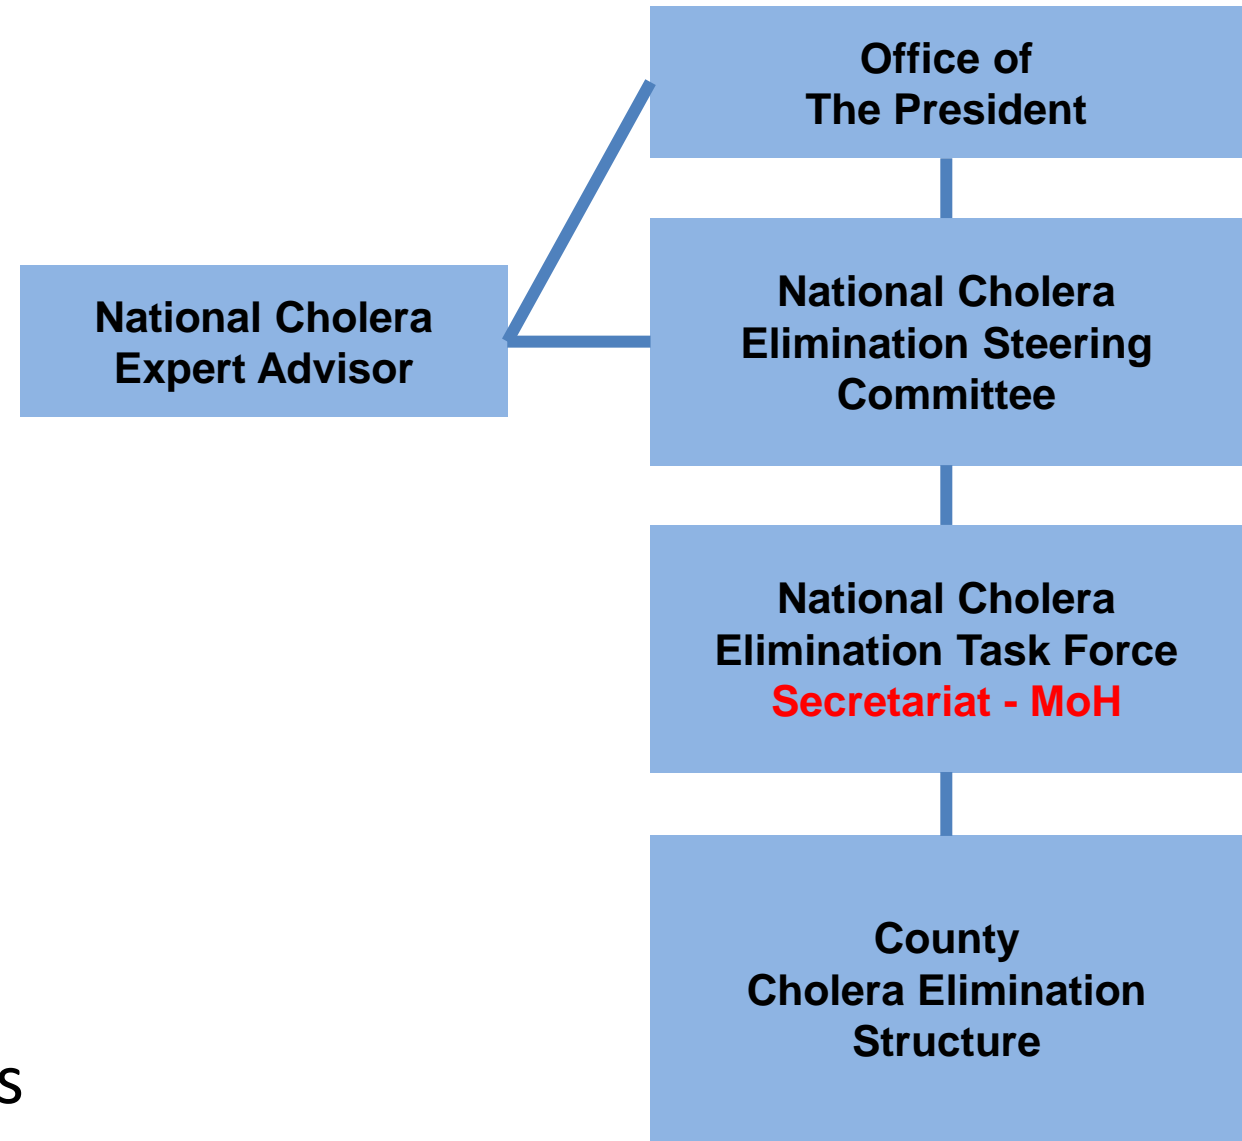 Office of
The President
National Cholera
Expert Advisor
National Cholera
Elimination Steering
Committee
National Cholera
Elimination Task Force
Secretariat - MoH
County
Cholera Elimination
Structure
s